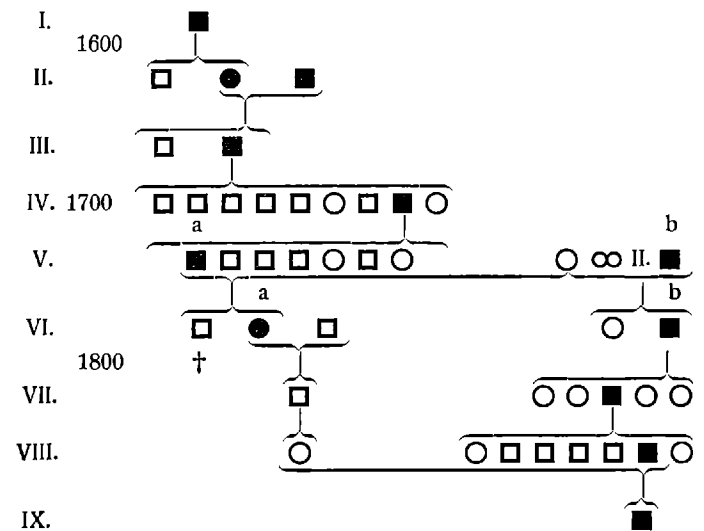 I.
1600
II.
III.
IV. 1700
a b
V. ∞ II.
a b
VI.
1800 †
VII.
VIII.
IX.